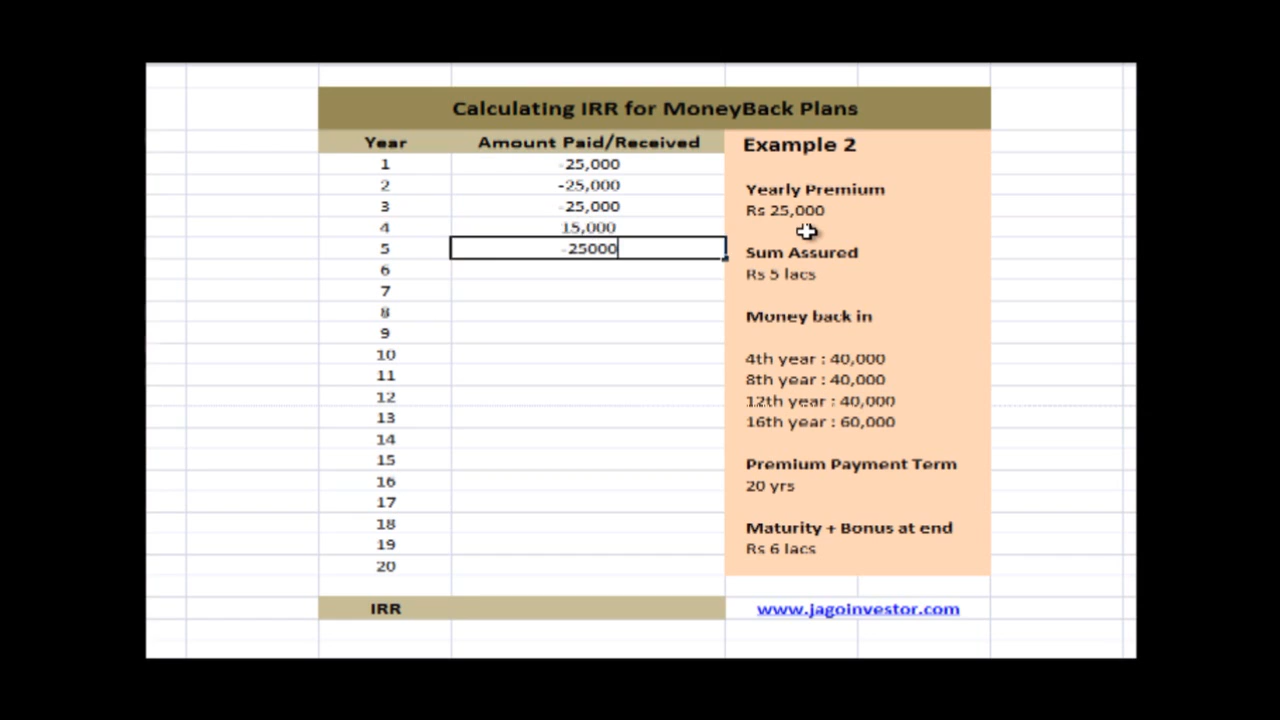 Calculating IRR for MoneyBack Plans
Year Amount Paid/Received Example 2
1 -25,000
2 -25,000 Yearly Premium
3 -25,000 Rs 25,000
4 15,000
5 -25000 Sum Assured
6 Rs 5 lacs
7
8 Money back in
9
10 4th year : 40,000
11 8th year : 40,000
12 12th year : 40,000
13 16th year : 60,000
14
15 Premium Payment Term
16 20 yrs
17
18 Maturity + Bonus at end
19 Rs 6 lacs
20
IRR www.jagoinvestor.com